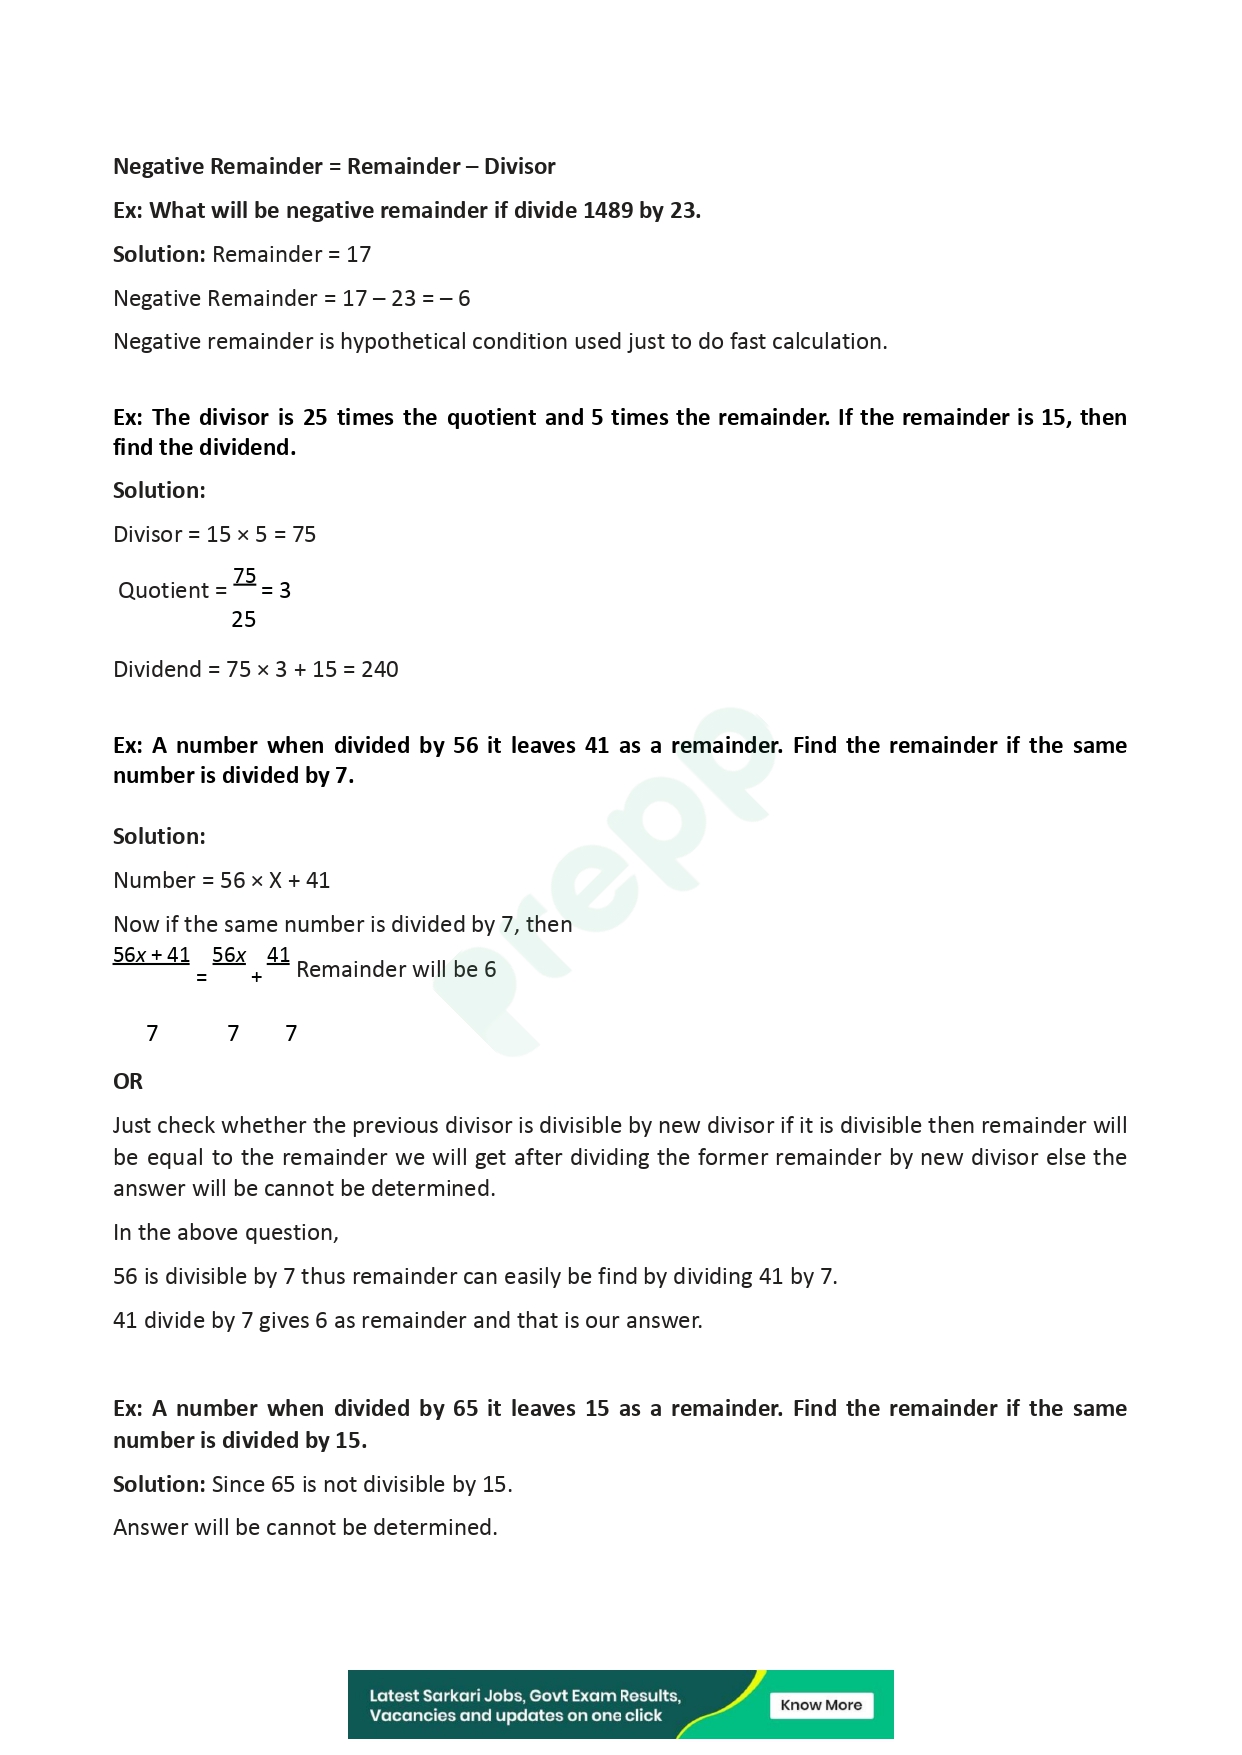 Negative Remainder = Remainder – Divisor
Ex: What will be negative remainder if divide 1489 by 23.
Solution: Remainder = 17
Negative Remainder = 17 – 23 = – 6
Negative remainder is hypothetical condition used just to do fast calculation.
Ex: The divisor is 25 times the quotient and 5 times the remainder. If the remainder is 15, then
find the dividend.
Solution:
Divisor = 15 × 5 = 75
Quotient = 75 = 3
25
Dividend = 75 × 3 + 15 = 240
Ex: A number when divided by 56 it leaves 41 as a remainder. Find the remainder if the same
number is divided by 7.
Solution:
Number = 56 × X + 41
Now if the same number is divided by 7, then
56x + 41 = 56x + 41 Remainder will be 6
7 7 7
OR
Just check whether the previous divisor is divisible by new divisor if it is divisible then remainder will
be equal to the remainder we will get after dividing the former remainder by new divisor else the
answer will be cannot be determined.
In the above question,
56 is divisible by 7 thus remainder can easily be find by dividing 41 by 7.
41 divide by 7 gives 6 as remainder and that is our answer.
Ex: A number when divided by 65 it leaves 15 as a remainder. Find the remainder if the same
number is divided by 15.
Solution: Since 65 is not divisible by 15.
Answer will be cannot be determined.
prepp
Latest Sarkari Jobs, Govt Exam Results,
Vacancies and updates on one click
Know More